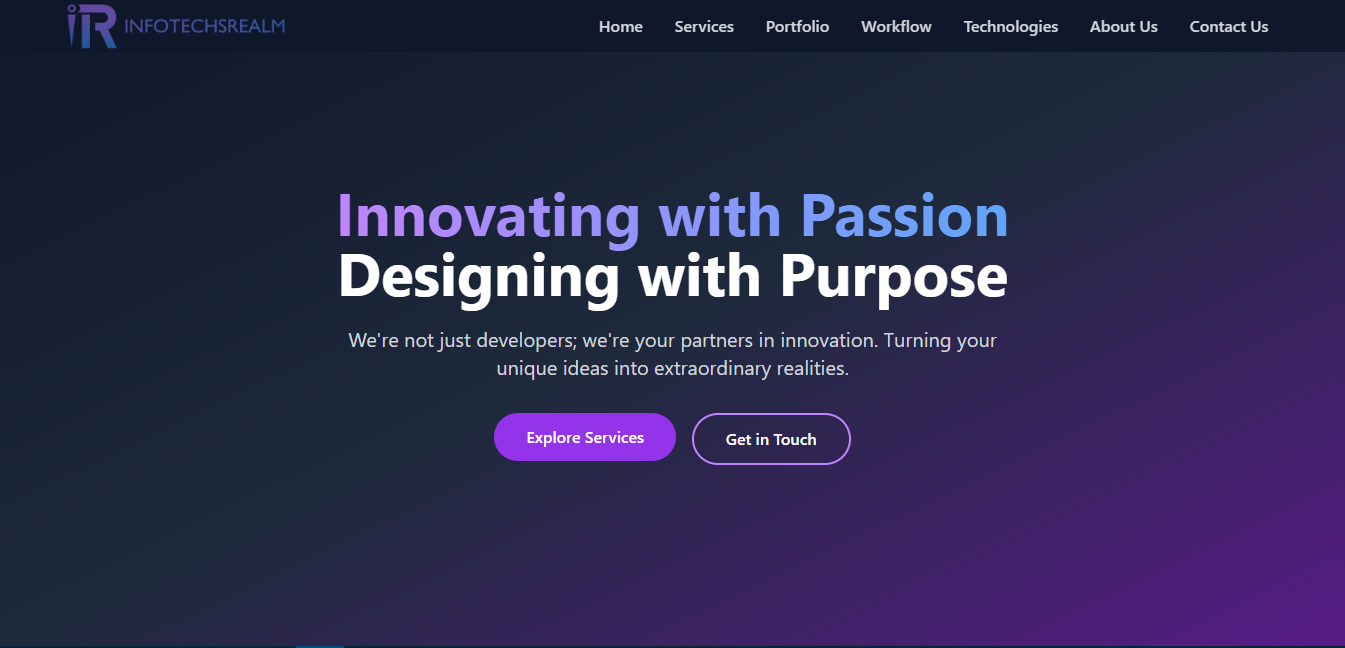 INFOTECHSREALM
Home Services Portfolio Workflow Technologies About Us Contact Us
Innovating with Passion
Designing with Purpose
We're not just developers; we're your partners in innovation. Turning your
unique ideas into extraordinary realities.
Explore Services Get in Touch